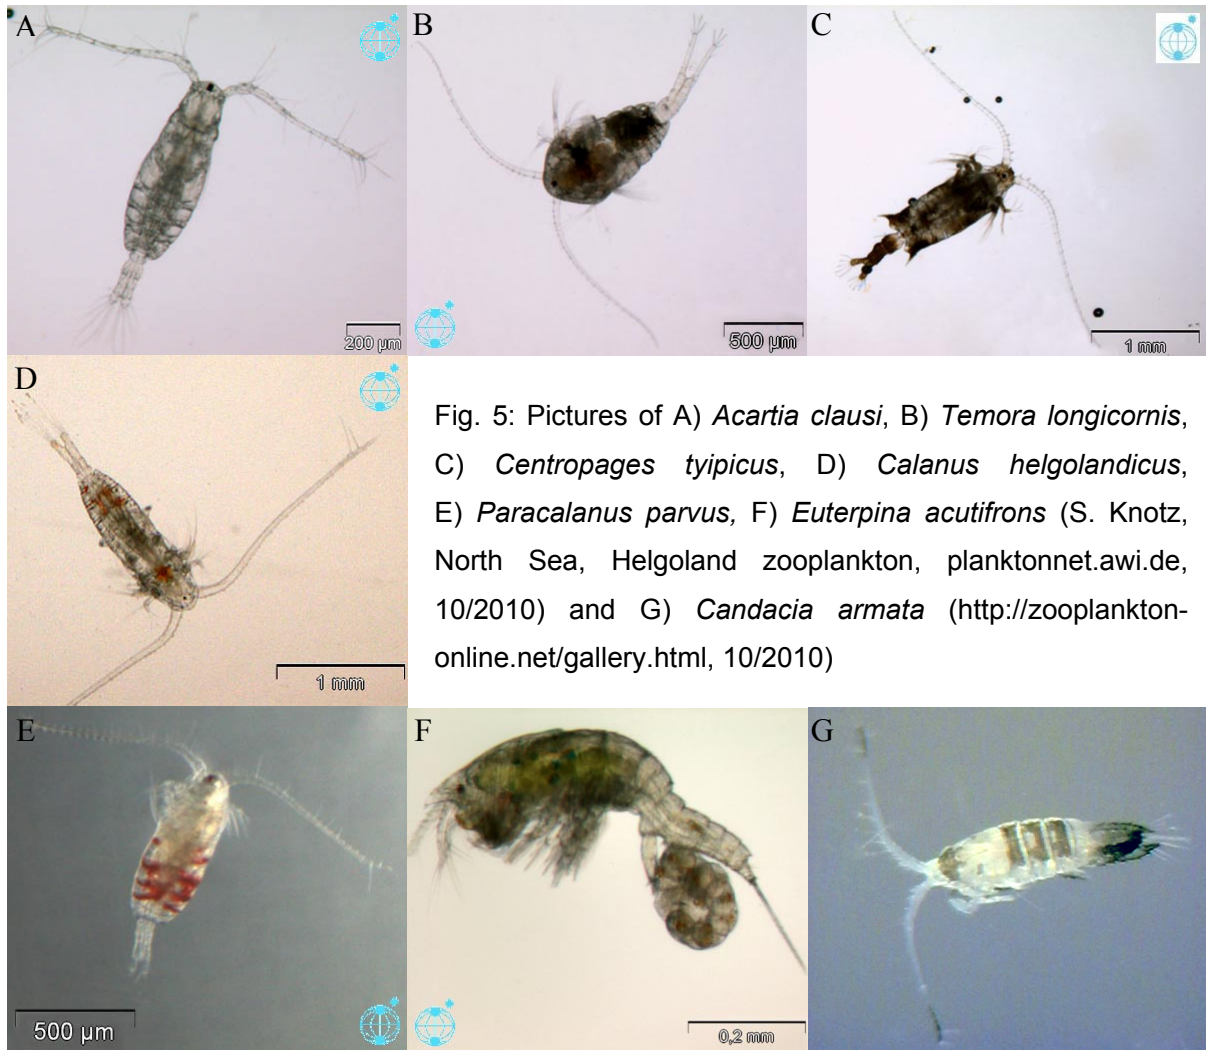 A
B
C
200 µm
500 µm
1 mm
D
1 mm
Fig. 5: Pictures of A) Acartia clausi, B) Temora longicornis,
C) Centropages tyipicus, D) Calanus helgolandicus,
E) Paracalanus parvus, F) Euterpina acutifrons (S. Knotz,
North Sea, Helgoland zooplankton, planktonnet.awi.de,
10/2010) and G) Candacia armata (http://zooplankton-
online.net/gallery.html, 10/2010)
E
F
G
500 µm
0,2 mm